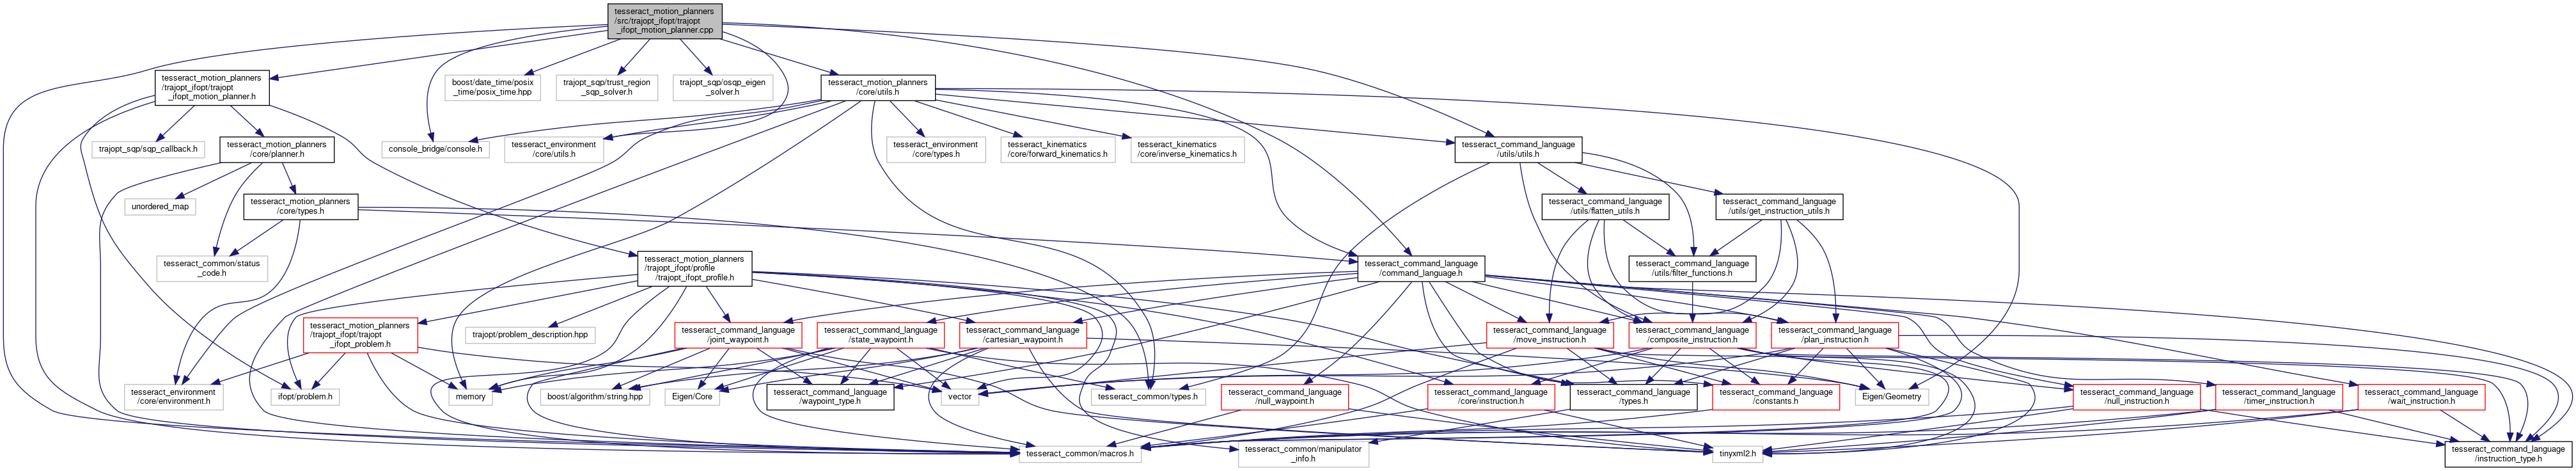 tesseract_motion_planners
/src/trajopt_ifopt/trajopt
_ifopt_motion_planner.cpp
tesseract_motion_planners
/trajopt_ifopt/trajopt
_ifopt_motion_planner.h
boost/date_time/posix
_time/posix_time.hpp
trajopt_sqp/trust_region
_sqp_solver.h
trajopt_sqp/osqp_eigen
_solver.h
tesseract_motion_planners
/core/utils.h
trajopt_sqp/sqp_callback.h
tesseract_motion_planners
/core/planner.h
console_bridge/console.h
tesseract_environment
/core/utils.h
tesseract_environment
/core/types.h
tesseract_kinematics
/core/forward_kinematics.h
tesseract_kinematics
/core/inverse_kinematics.h
tesseract_command_language
/utils/utils.h
unordered_map
tesseract_motion_planners
/core/types.h
tesseract_command_language
/utils/flatten_utils.h
tesseract_command_language
/utils/get_instruction_utils.h
tesseract_common/status
_code.h
tesseract_motion_planners
/trajopt_ifopt/profile
/trajopt_ifopt_profile.h
tesseract_command_language
/command_language.h
tesseract_command_language
/utils/filter_functions.h
tesseract_motion_planners
/trajopt_ifopt/trajopt
_ifopt_problem.h
trajopt/problem_description.hpp
tesseract_command_language
/joint_waypoint.h
tesseract_command_language
/state_waypoint.h
tesseract_command_language
/cartesian_waypoint.h
tesseract_command_language
/move_instruction.h
tesseract_command_language
/composite_instruction.h
tesseract_command_language
/plan_instruction.h
tesseract_environment
/core/environment.h
ifopt/problem.h
memory
boost/algorithm/string.hpp
Eigen/Core
tesseract_command_language
/waypoint_type.h
vector
tesseract_common/types.h
tesseract_command_language
/null_waypoint.h
tesseract_command_language
/core/instruction.h
tesseract_command_language
/types.h
tesseract_command_language
/constants.h
Eigen/Geometry
tesseract_command_language
/null_instruction.h
tesseract_command_language
/timer_instruction.h
tesseract_command_language
/wait_instruction.h
tesseract_common/macros.h
tesseract_common/manipulator
_info.h
tinyxml2.h
tesseract_command_language
/instruction_type.h